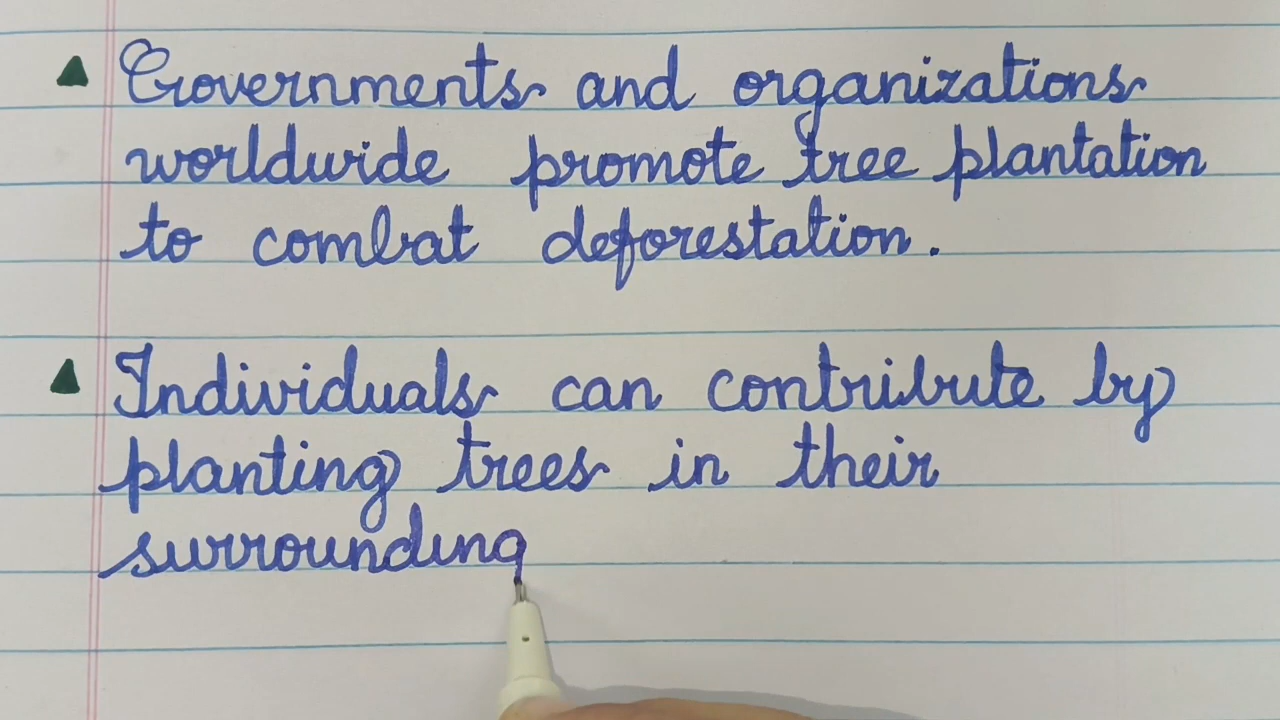 Governments and organizations
worldwide promote tree plantation
to combat deforestation.
Individuals can contribute by
planting trees in their
surrounding